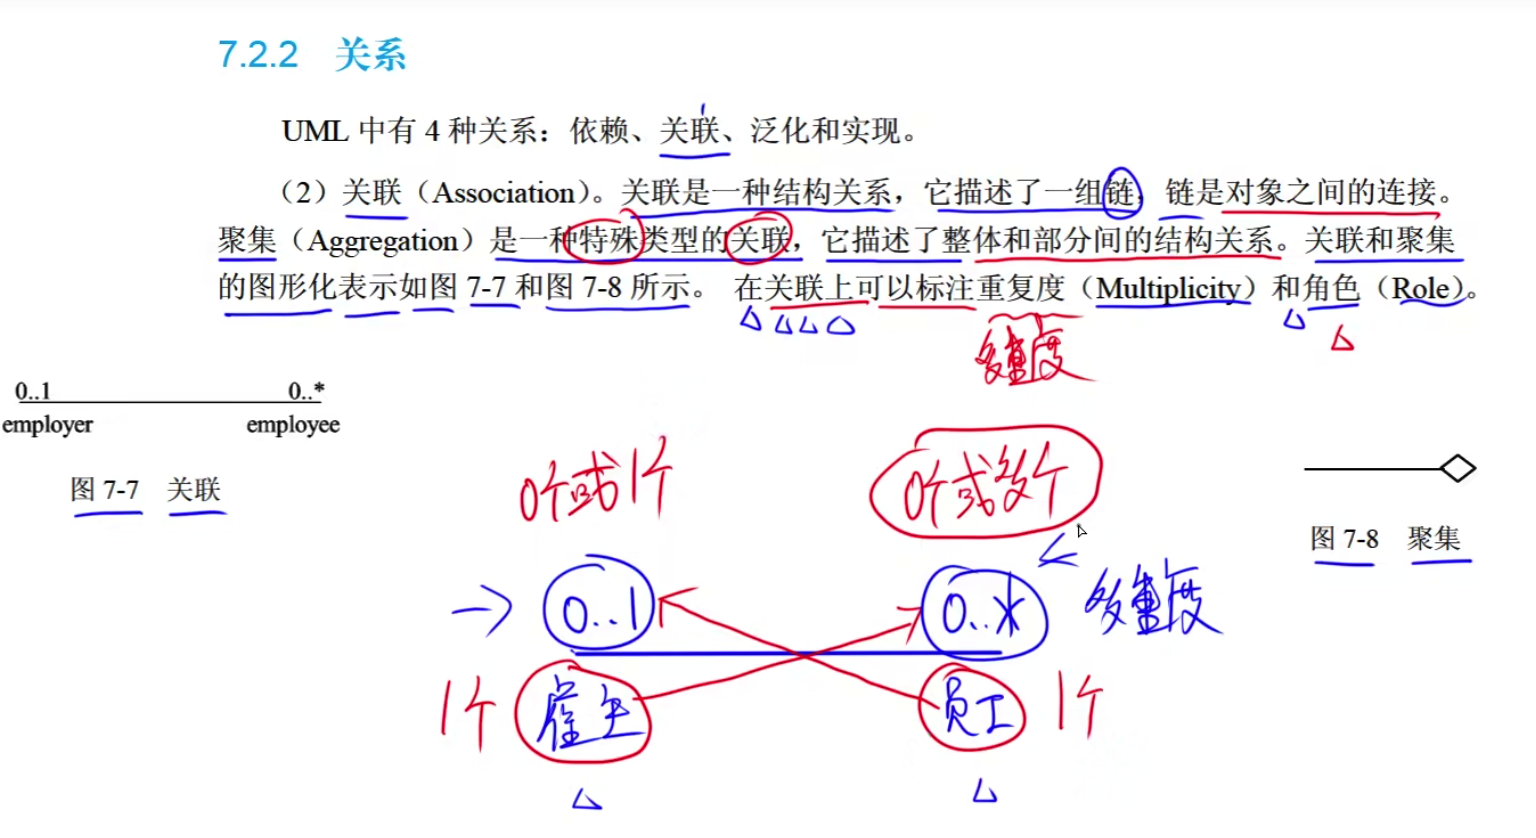 7.2.2 关系
UML 中有 4 种关系：依赖、关联、泛化和实现。
（2）关联（Association）。关联是一种结构关系，它描述了一组链，链是对象之间的连接。
聚集（Aggregation）是一种特殊类型的关联，它描述了整体和部分间的结构关系。关联和聚集
的图形化表示如图 7-7 和图 7-8 所示。 在关联上可以标注重复度（Multiplicity）和角色（Role）。
多重度
0..1 0..*
employer employee
图 7-7 关联
0个或1个 0个或多个
图 7-8 聚集
0..1 0..* 多重度
1个 雇主 员工 1个